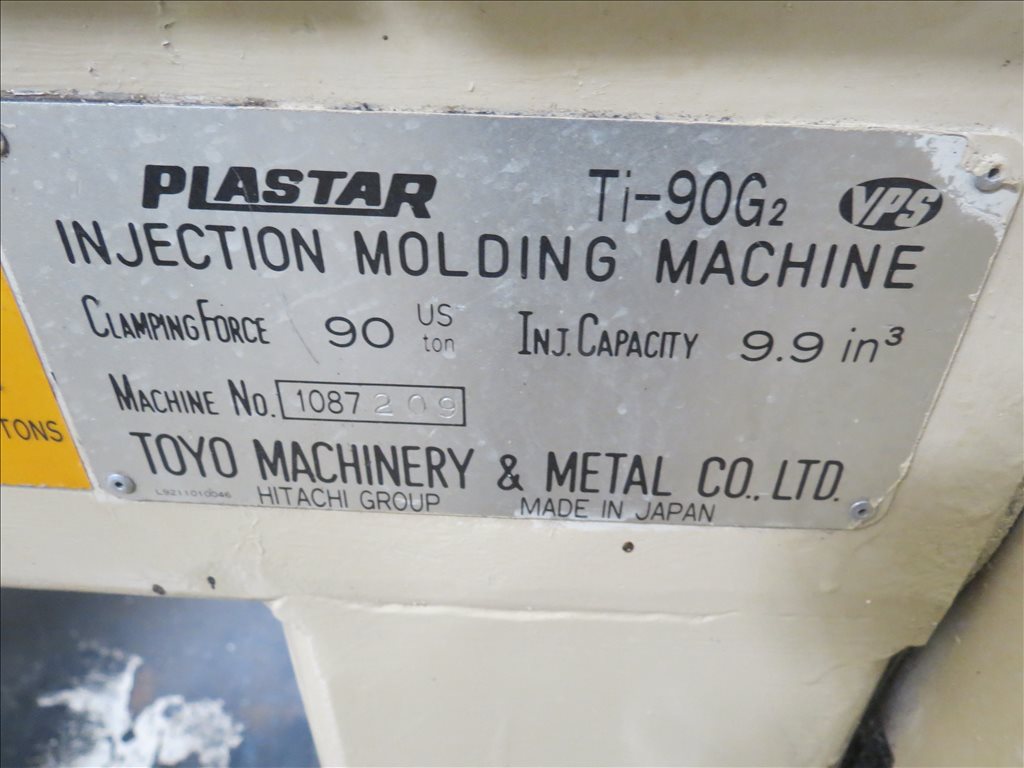 PLASTAR Ti-90G₂ VPS
INJECTION MOLDING MACHINE
CLAMPING FORCE 90 US ton INJ. CAPACITY 9.9 in³
MACHINE NO. 1087209
TONS
TOYO MACHINERY & METAL CO., LTD.
L9211010046 HITACHI GROUP MADE IN JAPAN